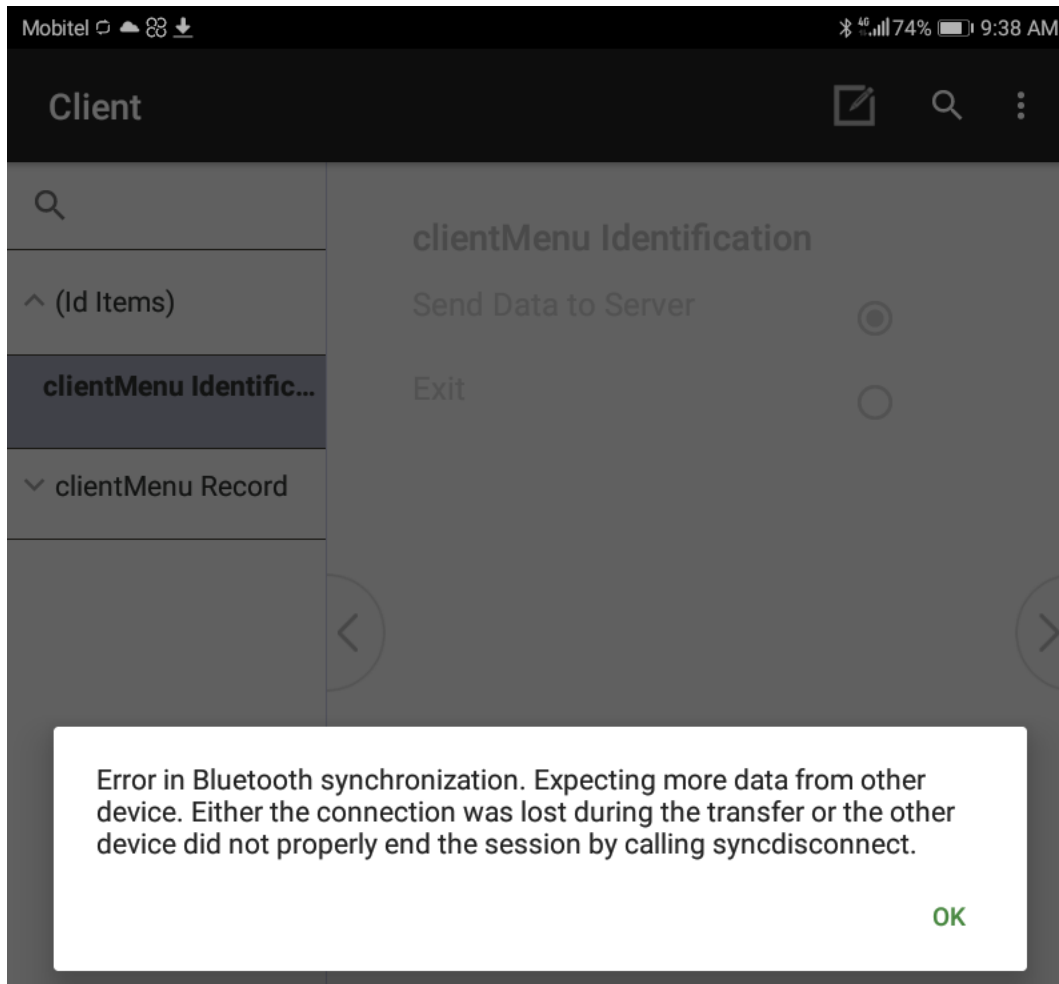 Mobitel 4G 74% 9:38 AM
Client
(Id Items)
clientMenu Identific...
clientMenu Record
clientMenu Identification
Send Data to Server
Exit
Error in Bluetooth synchronization. Expecting more data from other
device. Either the connection was lost during the transfer or the other
device did not properly end the session by calling syncdisconnect.
OK